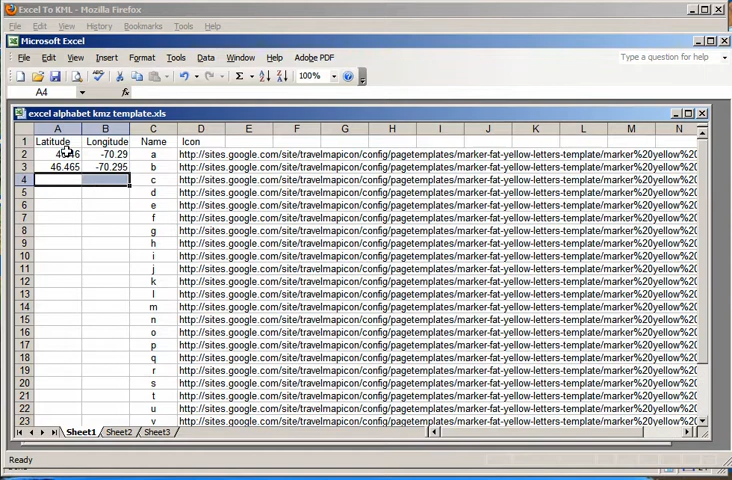 Excel To KML - Mozilla Firefox
File Edit View History Bookmarks Tools Help
Microsoft Excel
File Edit View Insert Format Tools Data Window Help Adobe PDF
Type a question for help
100%
A4 fx
excel alphabet kmz template.xls
A B C D E F G H I J K L M N
1 Latitude Longitude Name Icon
2 -70.29 a http://sites.google.com/site/travelmapicon/config/pagetemplates/marker-fat-yellow-letters-template/marker%20yellow%20
3 46.465 -70.295 b http://sites.google.com/site/travelmapicon/config/pagetemplates/marker-fat-yellow-letters-template/marker%20yellow%20
4 c http://sites.google.com/site/travelmapicon/config/pagetemplates/marker-fat-yellow-letters-template/marker%20yellow%20
5 d http://sites.google.com/site/travelmapicon/config/pagetemplates/marker-fat-yellow-letters-template/marker%20yellow%20
6 e http://sites.google.com/site/travelmapicon/config/pagetemplates/marker-fat-yellow-letters-template/marker%20yellow%20
7 f http://sites.google.com/site/travelmapicon/config/pagetemplates/marker-fat-yellow-letters-template/marker%20yellow%20
8 g http://sites.google.com/site/travelmapicon/config/pagetemplates/marker-fat-yellow-letters-template/marker%20yellow%20
9 h http://sites.google.com/site/travelmapicon/config/pagetemplates/marker-fat-yellow-letters-template/marker%20yellow%20
10 i http://sites.google.com/site/travelmapicon/config/pagetemplates/marker-fat-yellow-letters-template/marker%20yellow%20
11 j http://sites.google.com/site/travelmapicon/config/pagetemplates/marker-fat-yellow-letters-template/marker%20yellow%20
12 k http://sites.google.com/site/travelmapicon/config/pagetemplates/marker-fat-yellow-letters-template/marker%20yellow%20
13 l http://sites.google.com/site/travelmapicon/config/pagetemplates/marker-fat-yellow-letters-template/marker%20yellow%20
14 m http://sites.google.com/site/travelmapicon/config/pagetemplates/marker-fat-yellow-letters-template/marker%20yellow%20
15 n http://sites.google.com/site/travelmapicon/config/pagetemplates/marker-fat-yellow-letters-template/marker%20yellow%20
16 o http://sites.google.com/site/travelmapicon/config/pagetemplates/marker-fat-yellow-letters-template/marker%20yellow%20
17 p http://sites.google.com/site/travelmapicon/config/pagetemplates/marker-fat-yellow-letters-template/marker%20yellow%20
18 q http://sites.google.com/site/travelmapicon/config/pagetemplates/marker-fat-yellow-letters-template/marker%20yellow%20
19 r http://sites.google.com/site/travelmapicon/config/pagetemplates/marker-fat-yellow-letters-template/marker%20yellow%20
20 s http://sites.google.com/site/travelmapicon/config/pagetemplates/marker-fat-yellow-letters-template/marker%20yellow%20
21 t http://sites.google.com/site/travelmapicon/config/pagetemplates/marker-fat-yellow-letters-template/marker%20yellow%20
22 u http://sites.google.com/site/travelmapicon/config/pagetemplates/marker-fat-yellow-letters-template/marker%20yellow%20
23 v http://sites.google.com/site/travelmapicon/config/pagetemplates/marker-fat-yellow-letters-template/marker%20yellow%20
Sheet1 Sheet2 Sheet3
Ready